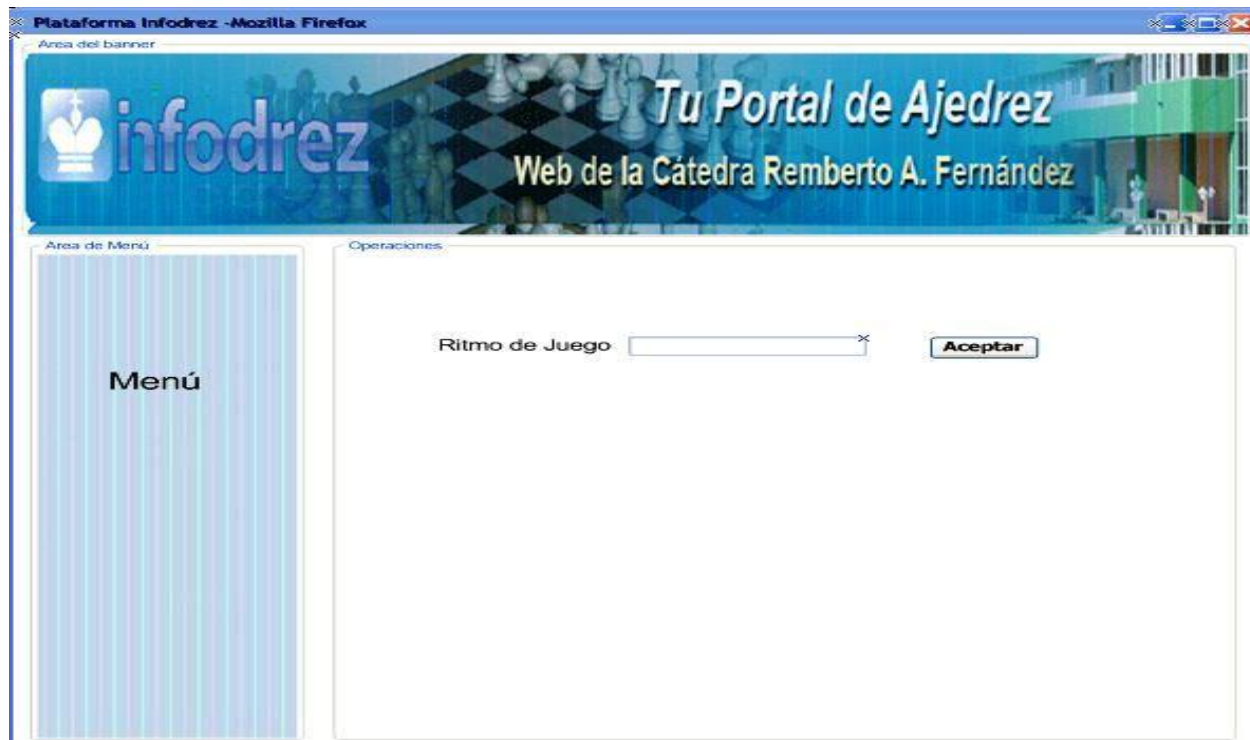 Plataforma Infodrez -Mozilla Firefox
Area del banner
infodrez
Tu Portal de Ajedrez
Web de la Cátedra Remberto A. Fernández
Area de Menú
Operaciones
Ritmo de Juego
Aceptar
Menú